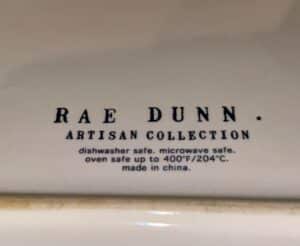 RAE DUNN.
ARTISAN COLLECTION
dishwasher safe. microwave safe.
oven safe up to 400°F/204°C.
made in china.